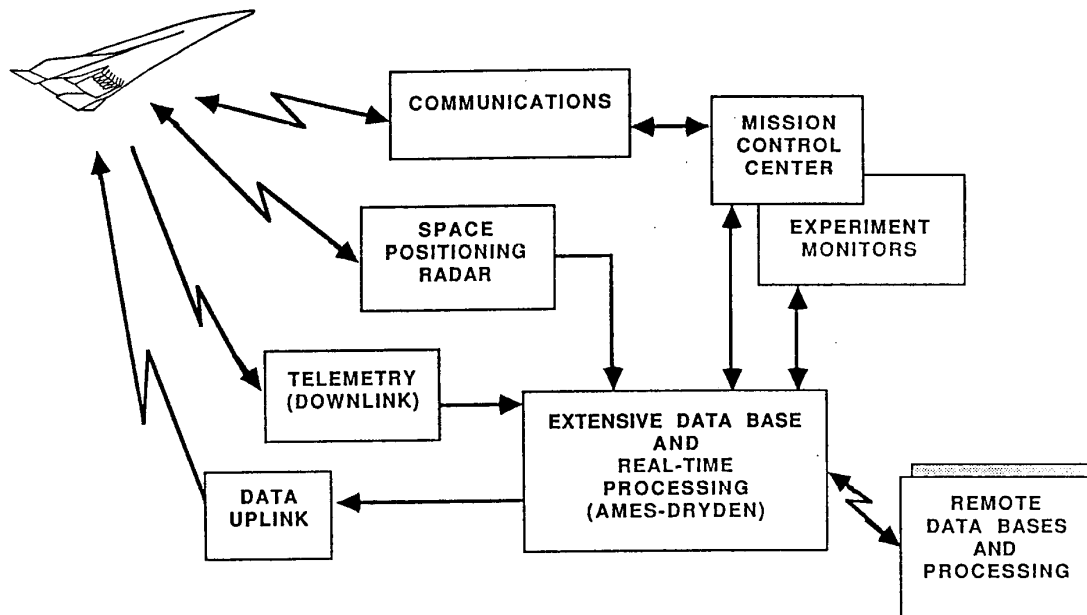 COMMUNICATIONS
MISSION
CONTROL
CENTER
EXPERIMENT
MONITORS
SPACE
POSITIONING
RADAR
TELEMETRY
(DOWNLINK)
EXTENSIVE DATA BASE
AND
REAL-TIME
PROCESSING
(AMES-DRYDEN)
DATA
UPLINK
REMOTE
DATA BASES
AND
PROCESSING